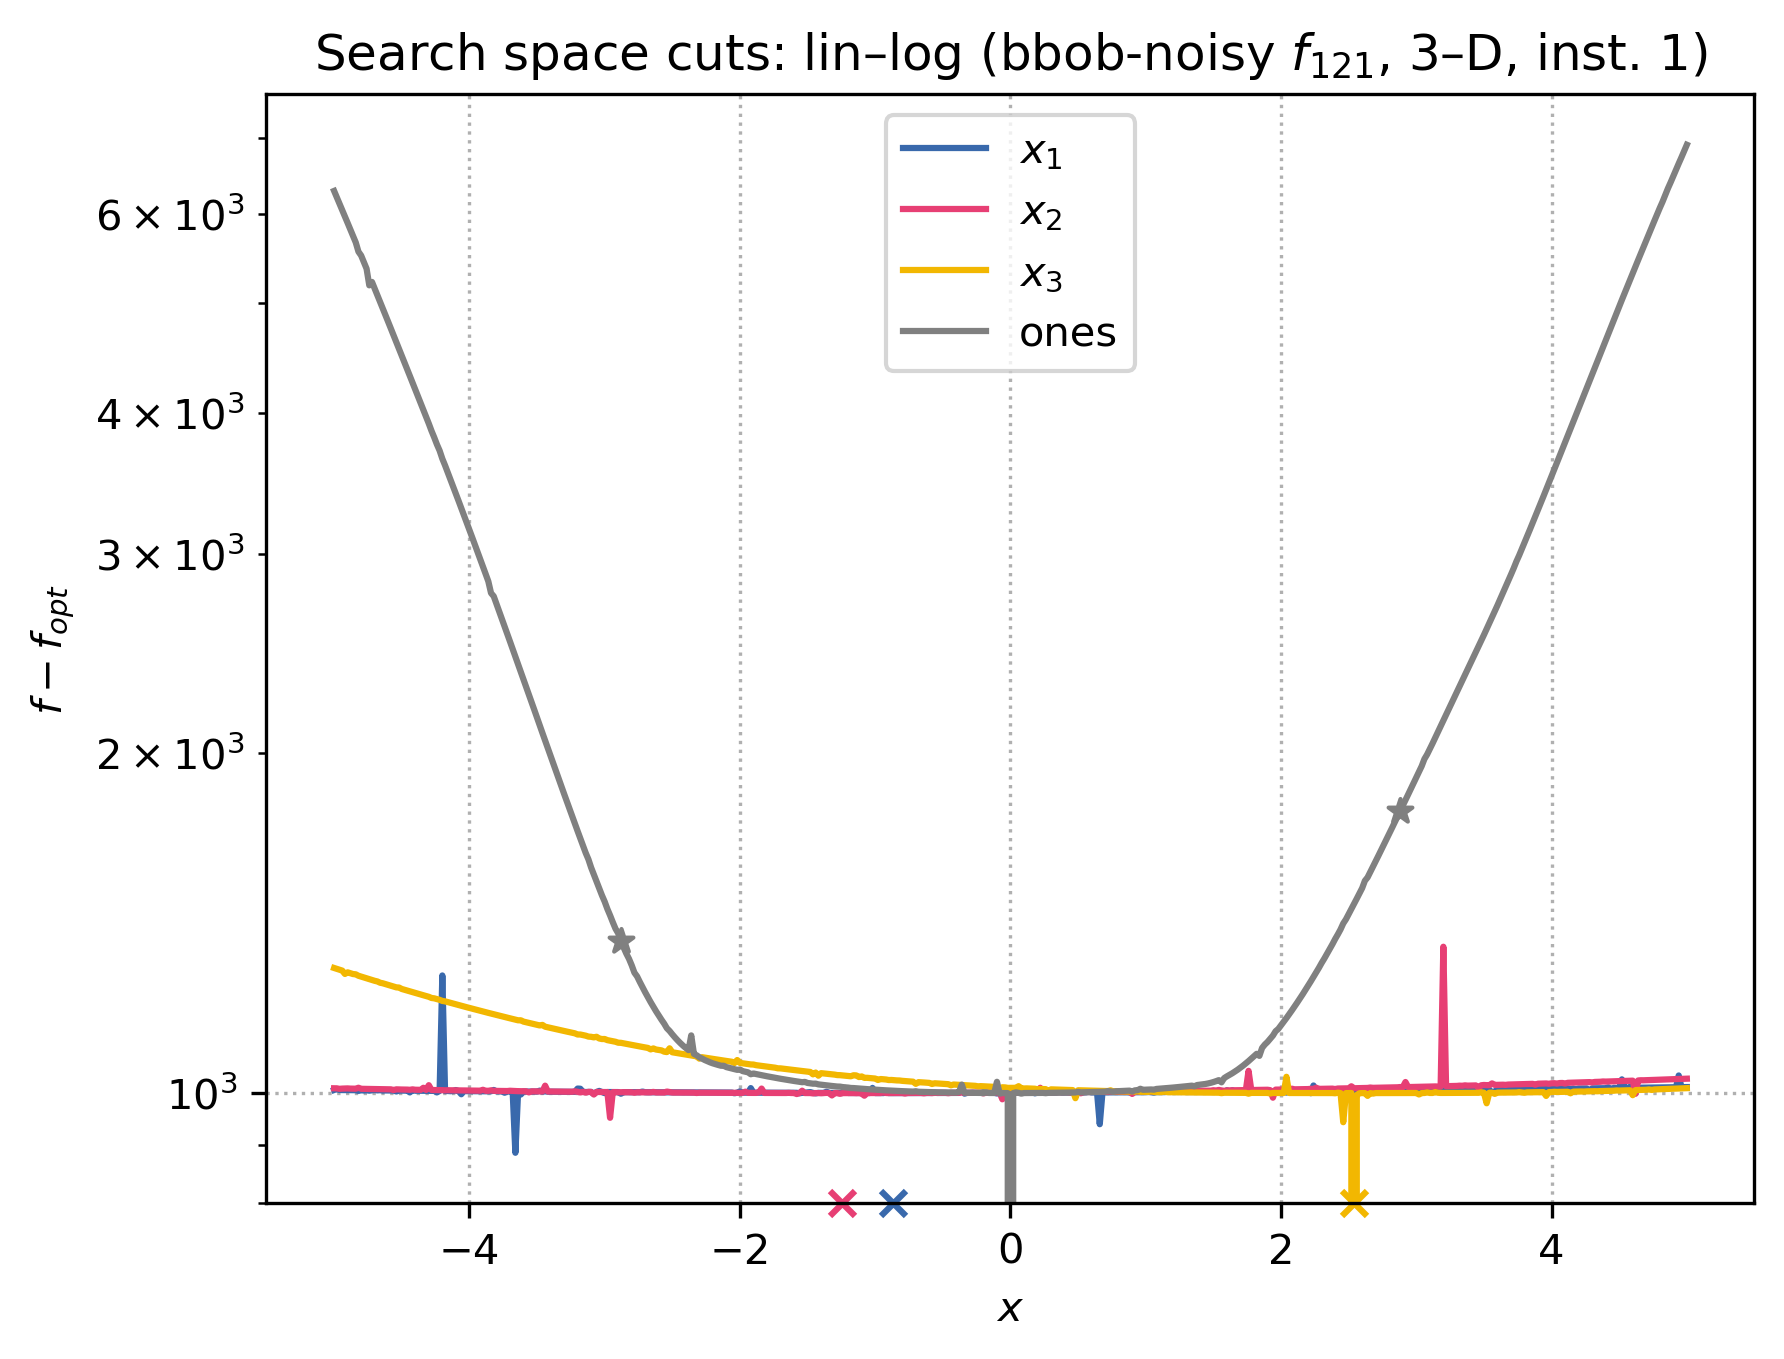 Search space cuts: lin–log (bbob-noisy f₁₂₁, 3–D, inst. 1)
x₁
x₂
x₃
ones
6 × 10³
4 × 10³
3 × 10³
2 × 10³
10³
f − f_opt
−4
−2
0
2
4
x